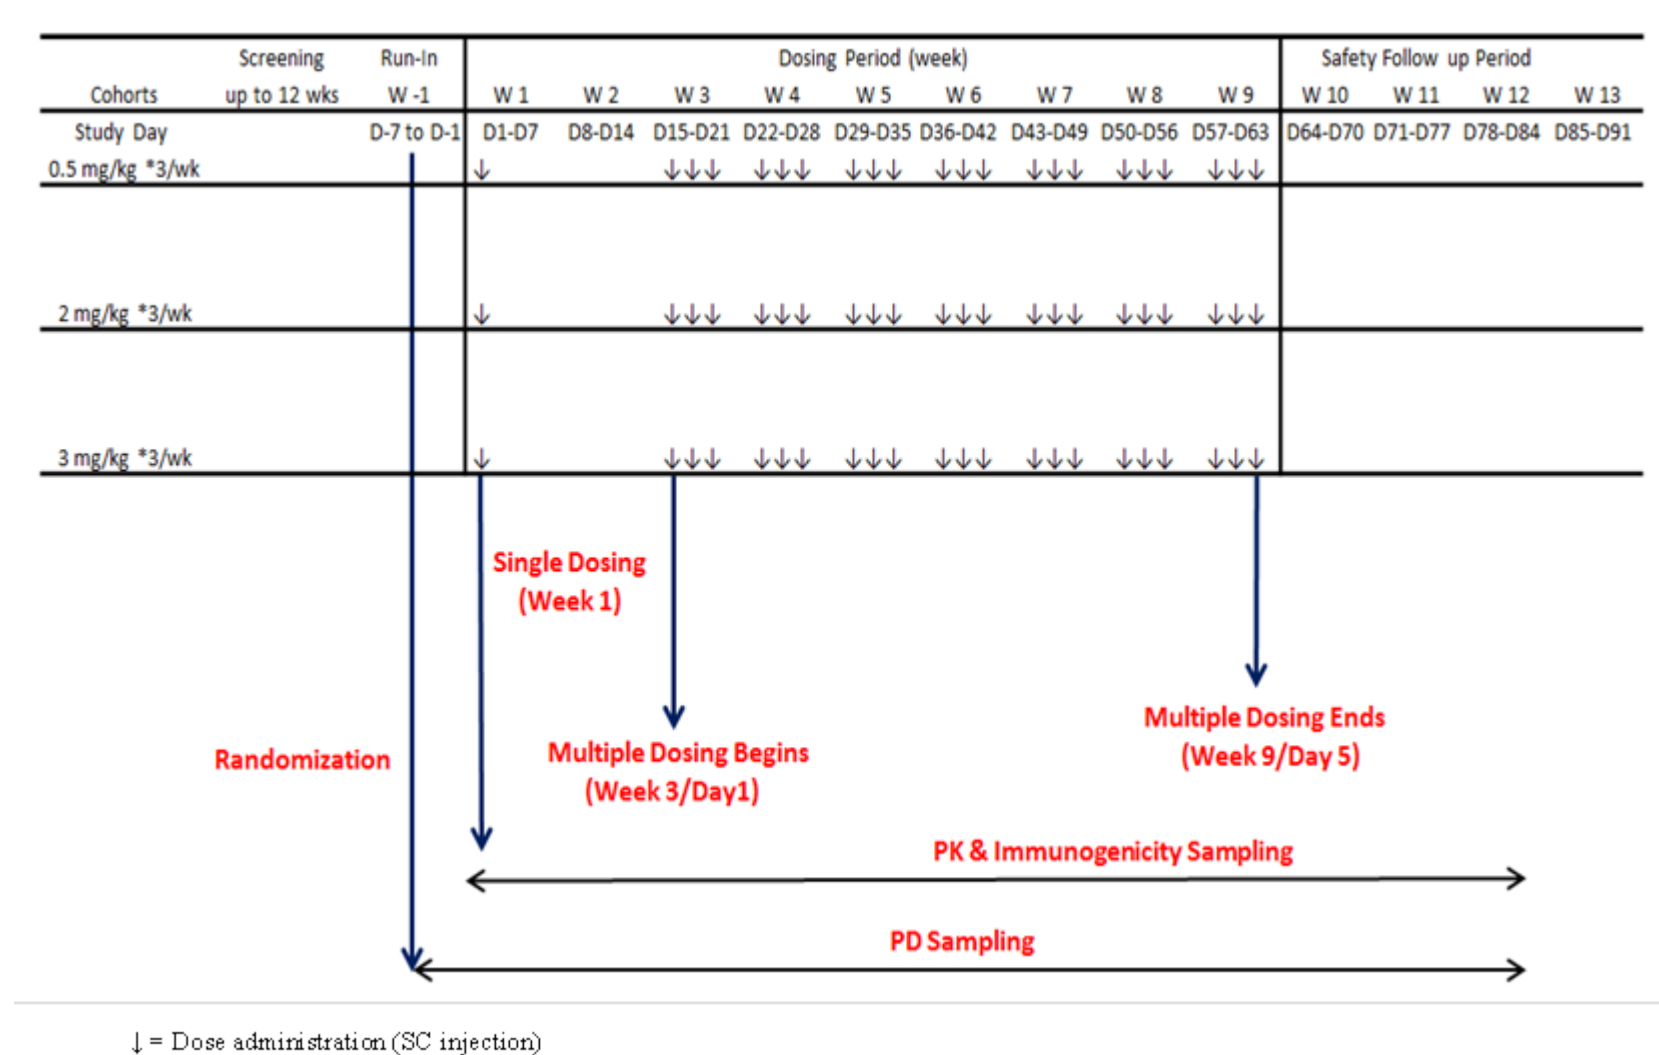 Screening Run-In Dosing Period (week) Safety Follow up Period
Cohorts up to 12 wks W -1 W 1 W 2 W 3 W 4 W 5 W 6 W 7 W 8 W 9 W 10 W 11 W 12 W 13
Study Day D-7 to D-1 D1-D7 D8-D14 D15-D21 D22-D28 D29-D35 D36-D42 D43-D49 D50-D56 D57-D63 D64-D70 D71-D77 D78-D84 D85-D91
0.5 mg/kg *3/wk ↓ ↓↓↓ ↓↓↓ ↓↓↓ ↓↓↓ ↓↓↓ ↓↓↓ ↓↓↓
2 mg/kg *3/wk ↓ ↓↓↓ ↓↓↓ ↓↓↓ ↓↓↓ ↓↓↓ ↓↓↓ ↓↓↓
3 mg/kg *3/wk ↓ ↓↓↓ ↓↓↓ ↓↓↓ ↓↓↓ ↓↓↓ ↓↓↓ ↓↓↓
Single Dosing
(Week 1)
Multiple Dosing Ends
(Week 9/Day 5)
Randomization
Multiple Dosing Begins
(Week 3/Day1)
PK & Immunogenicity Sampling
PD Sampling
↓ = Dose administration (SC injection)